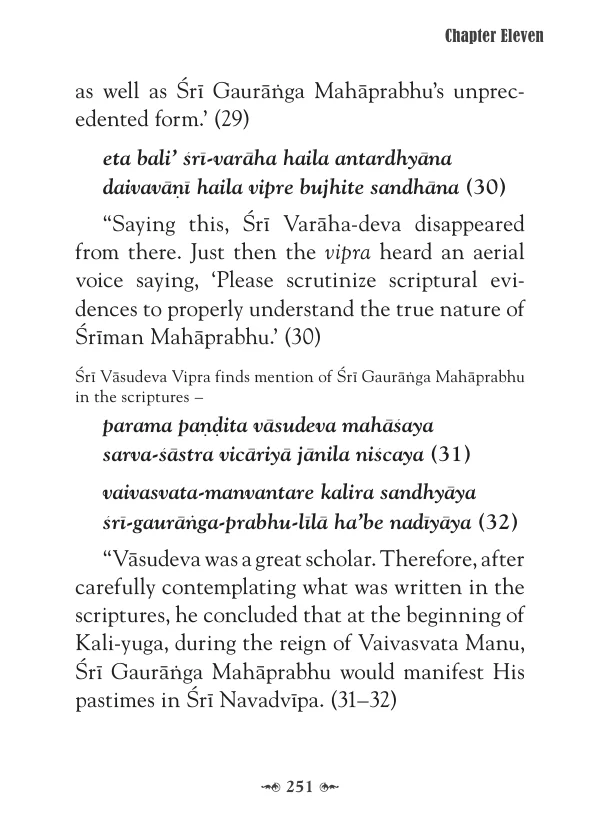 Chapter Eleven
as well as Śrī Gaurāṅga Mahāprabhu’s unprec-
edented form.’ (29)
eta bali’ śrī-varāha haila antardhyāna
daivavāṇī haila vipre bujhite sandhāna (30)
“Saying this, Śrī Varāha-deva disappeared
from there. Just then the vipra heard an aerial
voice saying, ‘Please scrutinize scriptural evi-
dences to properly understand the true nature of
Śrīman Mahāprabhu.’ (30)
Śrī Vāsudeva Vipra finds mention of Śrī Gaurāṅga Mahāprabhu
in the scriptures –
parama paṇḍita vāsudeva mahāśaya
sarva-śāstra vicāriyā jānila niścaya (31)
vaivasvata-manvantare kalira sandhyāya
śrī-gaurāṅga-prabhu-līlā ha’be nadīyāya (32)
“Vāsudeva was a great scholar. Therefore, after
carefully contemplating what was written in the
scriptures, he concluded that at the beginning of
Kali-yuga, during the reign of Vaivasvata Manu,
Śrī Gaurāṅga Mahāprabhu would manifest His
pastimes in Śrī Navadvīpa. (31–32)
251